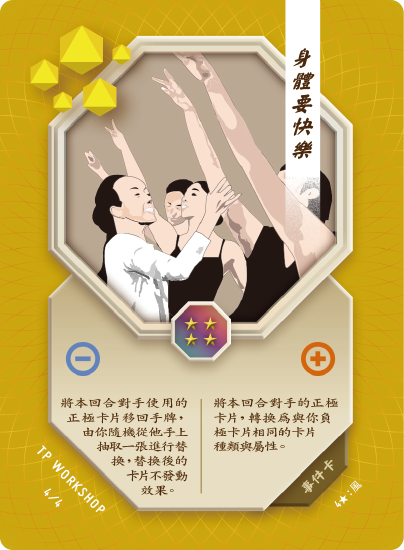 身體要快樂
將本回合對手使用的
正極卡片移回手牌，
由你隨機從他手上
抽取一張進行替
換，替換後的
卡片不發動
效果。
將本回合對手的正極
卡片，轉換為與你負
極卡片相同的卡片
種類與屬性。
TP WORKSHOP
4/4
事件卡
4★:風